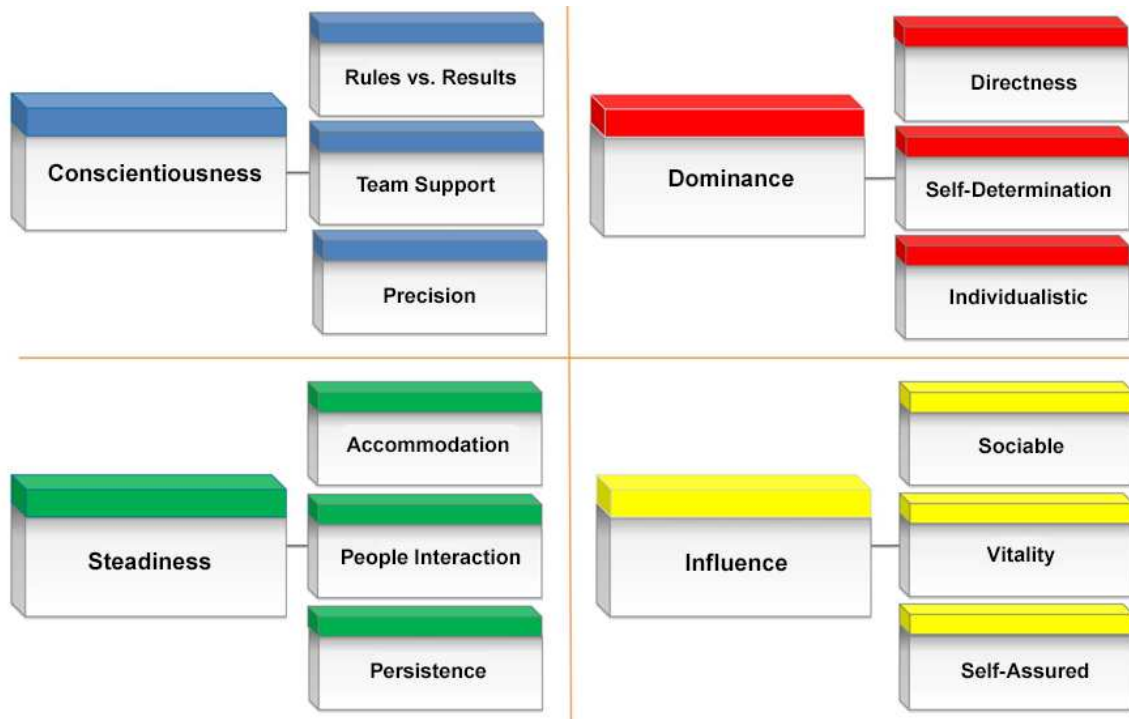 Conscientiousness
Rules vs. Results
Team Support
Precision
Dominance
Directness
Self-Determination
Individualistic
Steadiness
Accommodation
People Interaction
Persistence
Influence
Sociable
Vitality
Self-Assured